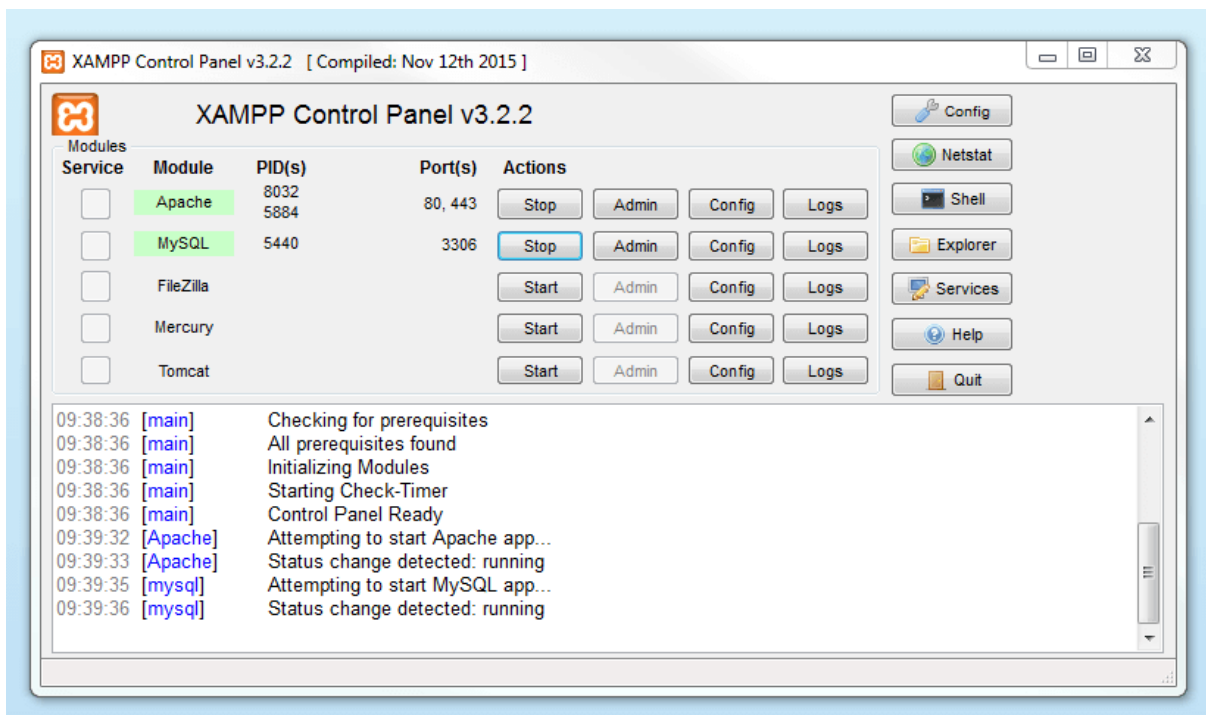 XAMPP Control Panel v3.2.2 [ Compiled: Nov 12th 2015 ]
XAMPP Control Panel v3.2.2
Config
Modules
Service Module PID(s) Port(s) Actions
Netstat
Apache 8032 5884 80, 443 Stop Admin Config Logs
Shell
MySQL 5440 3306 Stop Admin Config Logs
Explorer
FileZilla Start Admin Config Logs
Services
Mercury Start Admin Config Logs
Help
Tomcat Start Admin Config Logs
Quit
09:38:36 [main] Checking for prerequisites
09:38:36 [main] All prerequisites found
09:38:36 [main] Initializing Modules
09:38:36 [main] Starting Check-Timer
09:38:36 [main] Control Panel Ready
09:39:32 [Apache] Attempting to start Apache app...
09:39:33 [Apache] Status change detected: running
09:39:35 [mysql] Attempting to start MySQL app...
09:39:36 [mysql] Status change detected: running